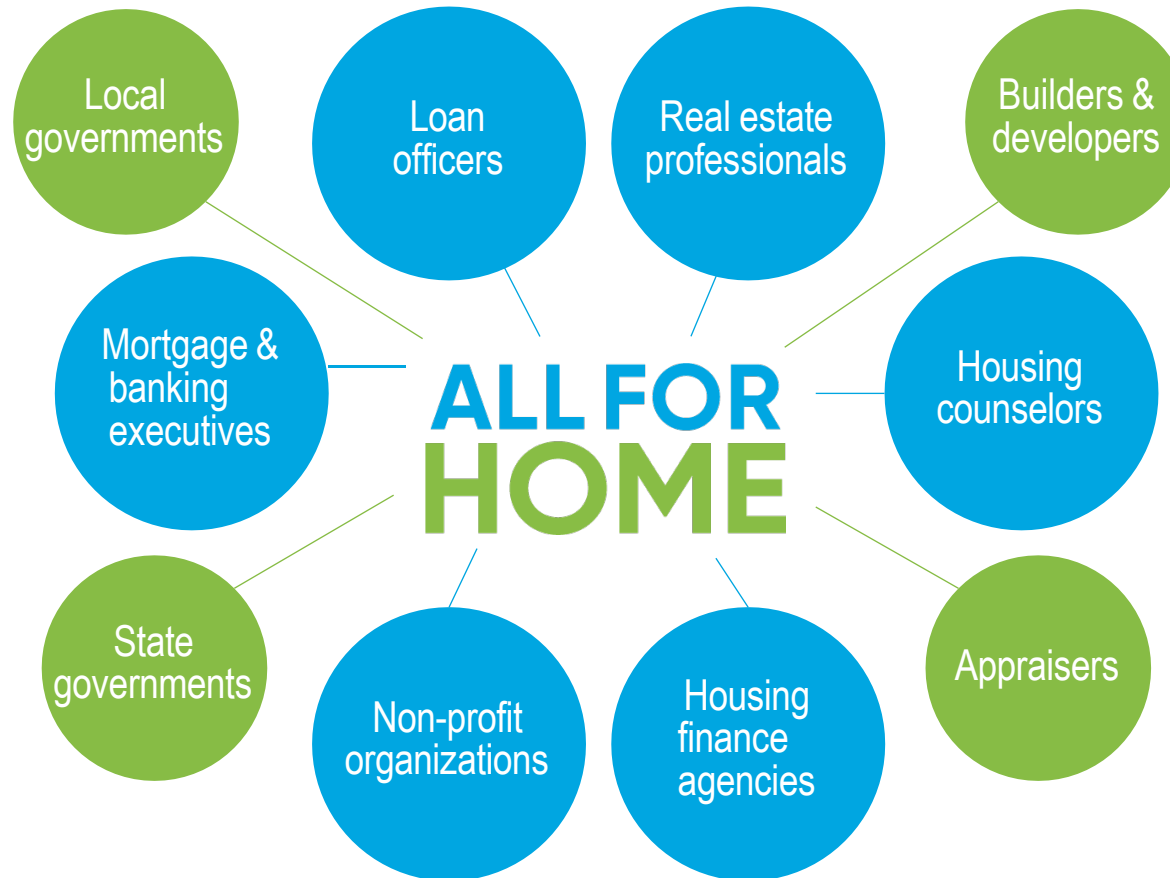 Local
governments
Loan
officers
Real estate
professionals
Builders &
developers
Mortgage &
banking
executives
ALL FOR
HOME
Housing
counselors
State
governments
Non-profit
organizations
Housing
finance
agencies
Appraisers